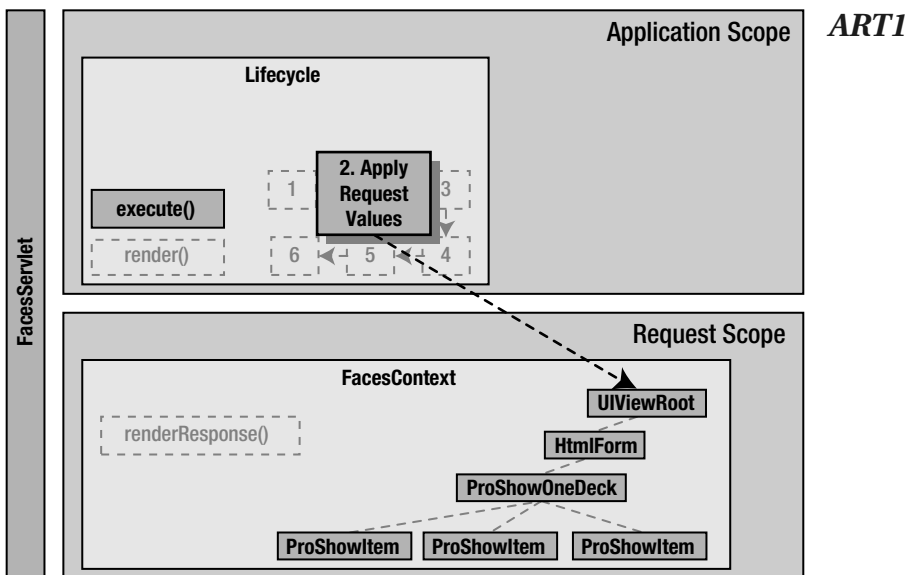 Application Scope
ART1
Lifecycle
1
2. Apply
Request
Values
3
execute()
render()
6
5
4
FacesServlet
Request Scope
FacesContext
UIViewRoot
renderResponse()
HtmlForm
ProShowOneDeck
ProShowItem
ProShowItem
ProShowItem